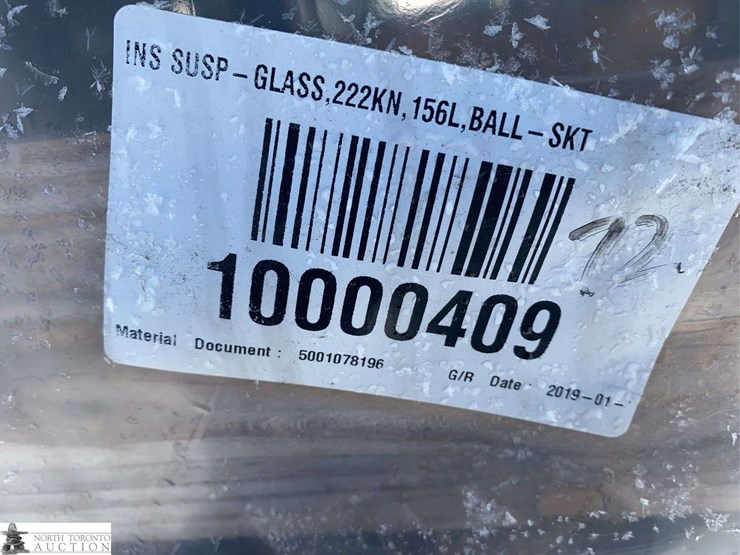 INS SUSP-GLASS,222KN,156L,BALL-SKT
72
10000409
Material Document : 5001078196
G/R Date : 2019-01-
NORTH TORONTO
AUCTION